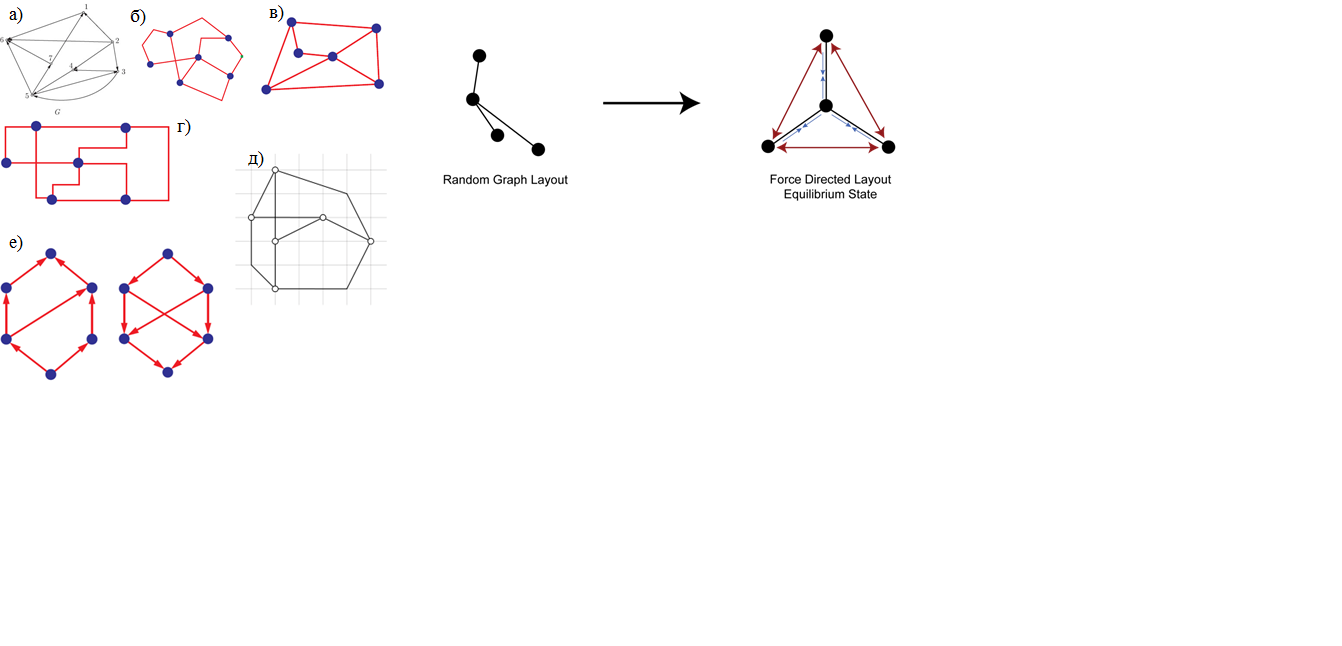 а)
1
6
2
7
4
3
5
G
б)
в)
г)
д)
е)
Random Graph Layout
Force Directed Layout
Equilibrium State